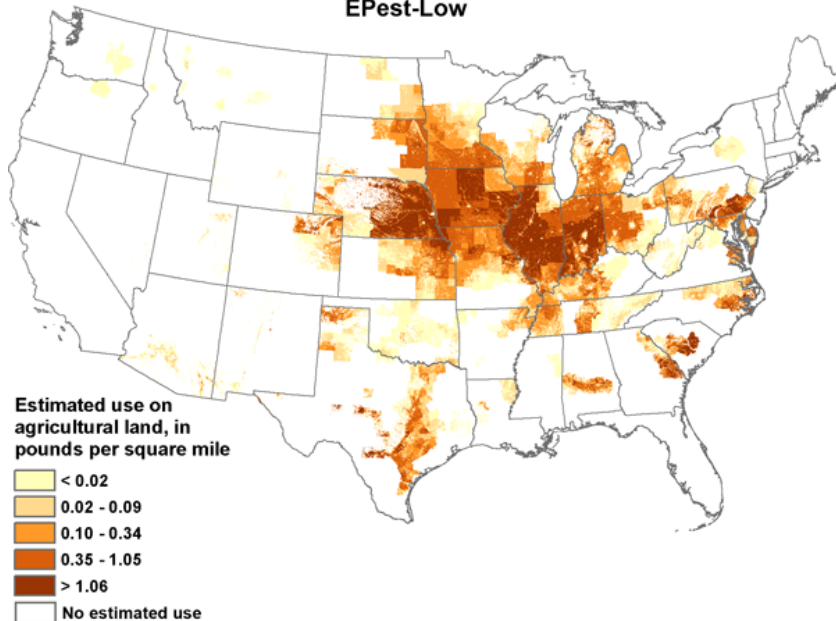 EPest-Low
Estimated use on
agricultural land, in
pounds per square mile
< 0.02
0.02 - 0.09
0.10 - 0.34
0.35 - 1.05
> 1.06
No estimated use